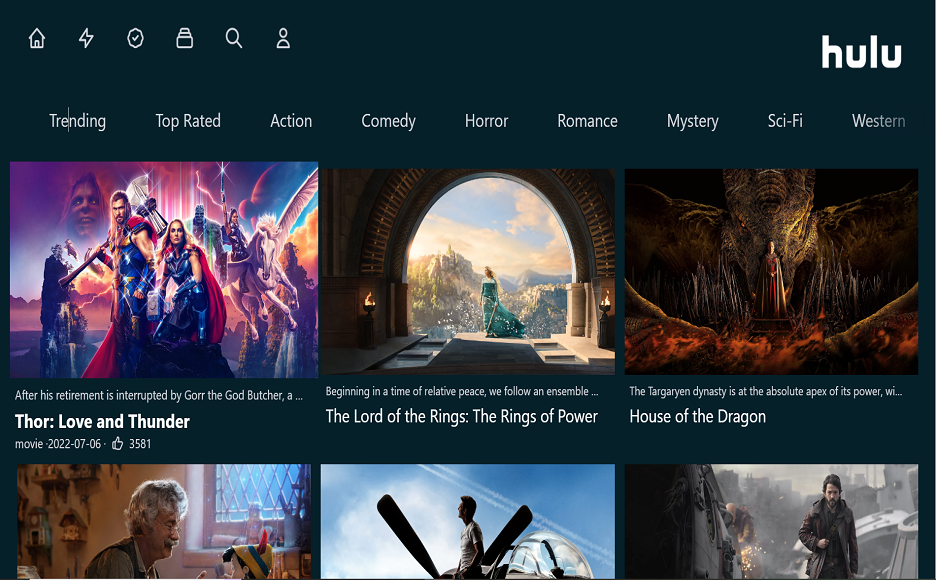 hulu
Trending Top Rated Action Comedy Horror Romance Mystery Sci-Fi Western
After his retirement is interrupted by Gorr the God Butcher, a ...
Thor: Love and Thunder
movie ·2022-07-06 · 3581
Beginning in a time of relative peace, we follow an ensemble ...
The Lord of the Rings: The Rings of Power
The Targaryen dynasty is at the absolute apex of its power, wi...
House of the Dragon